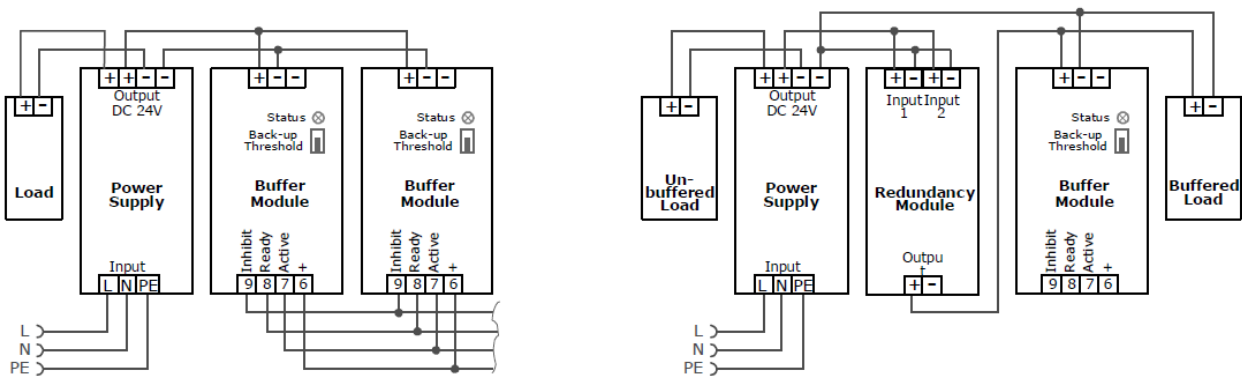 + + - -
Output
DC 24V
+ -
Load
Power
Supply
Input
L N PE
L
N
PE
+ - -
Status
Back-up
Threshold
Buffer
Module
Inhibit
Ready
Active
+
9 8 7 6
+ - -
Status
Back-up
Threshold
Buffer
Module
Inhibit
Ready
Active
+
9 8 7 6
+ -
Un-
buffered
Load
+ + - -
Output
DC 24V
Power
Supply
Input
L N PE
L
N
PE
+ - + -
Input Input
1 2
Redundancy
Module
Outpu
t
+ -
+ - -
Status
Back-up
Threshold
Buffer
Module
Inhibit
Ready
Active
+
9 8 7 6
+ -
Buffered
Load